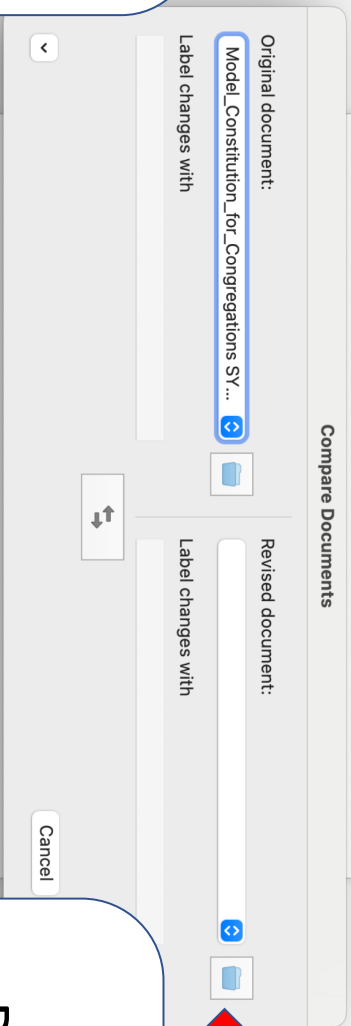 Compare Documents
Original document:
Revised document:
Model_Constitution_for_Congregations SY...
Label changes with
Label changes with
Cancel